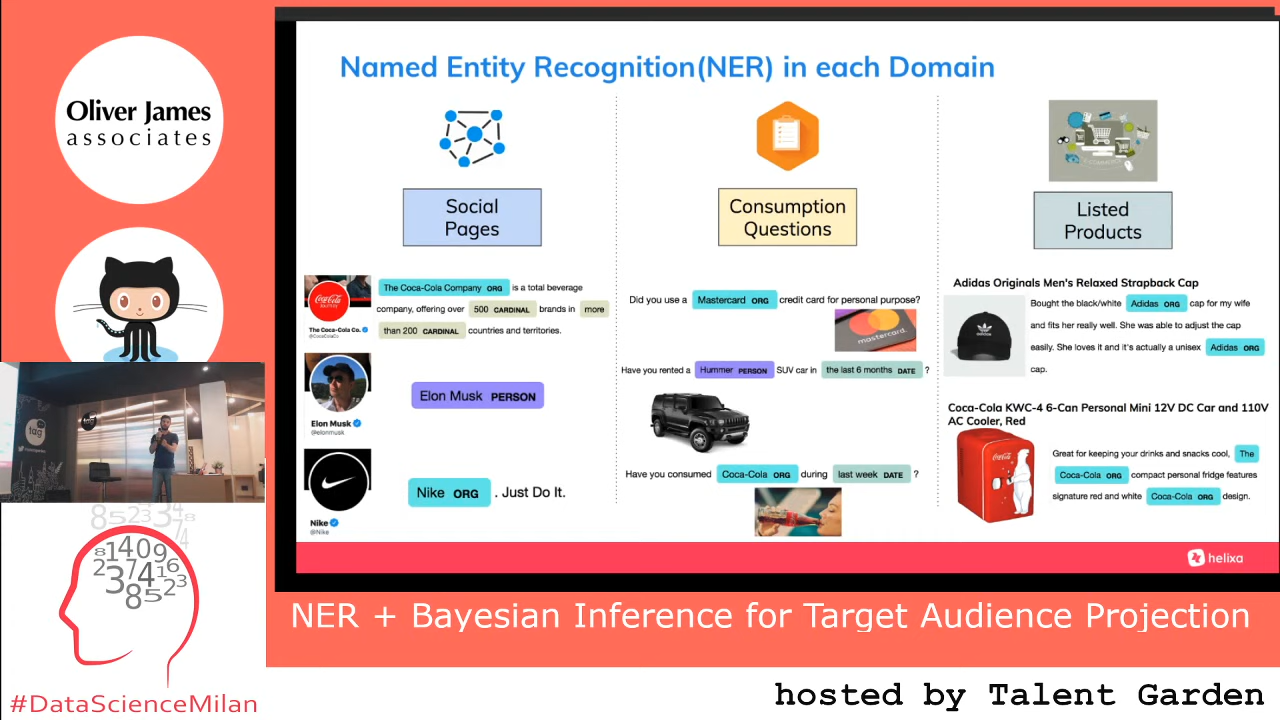 Oliver James
associates
Named Entity Recognition(NER) in each Domain
Social
Pages
Consumption
Questions
Listed
Products
The Coca-Cola Co.
The Coca-Cola Company ORG is a total beverage
company, offering over 500 CARDINAL brands in more
than 200 CARDINAL countries and territories.
Elon Musk
@elonmusk
Elon Musk PERSON
Nike
@Nike
Nike ORG . Just Do It.
Did you use a Mastercard ORG credit card for personal purpose?
mastercard.
Have you rented a Hummer PERSON SUV car in the last 6 months DATE ?
Have you consumed Coca-Cola ORG during last week DATE ?
Adidas Originals Men's Relaxed Strapback Cap
Bought the black/white Adidas ORG cap for my wife
and fits her really well. She was able to adjust the cap
easily. She loves it and it's actually a unisex Adidas ORG
cap.
Coca-Cola KWC-4 6-Can Personal Mini 12V DC Car and 110V
AC Cooler, Red
Great for keeping your drinks and snacks cool, The
Coca-Cola ORG compact personal fridge features
signature red and white Coca-Cola ORG design.
helixa
tag
NER + Bayesian Inference for Target Audience Projection
#DataScienceMilan
hosted by Talent Garden